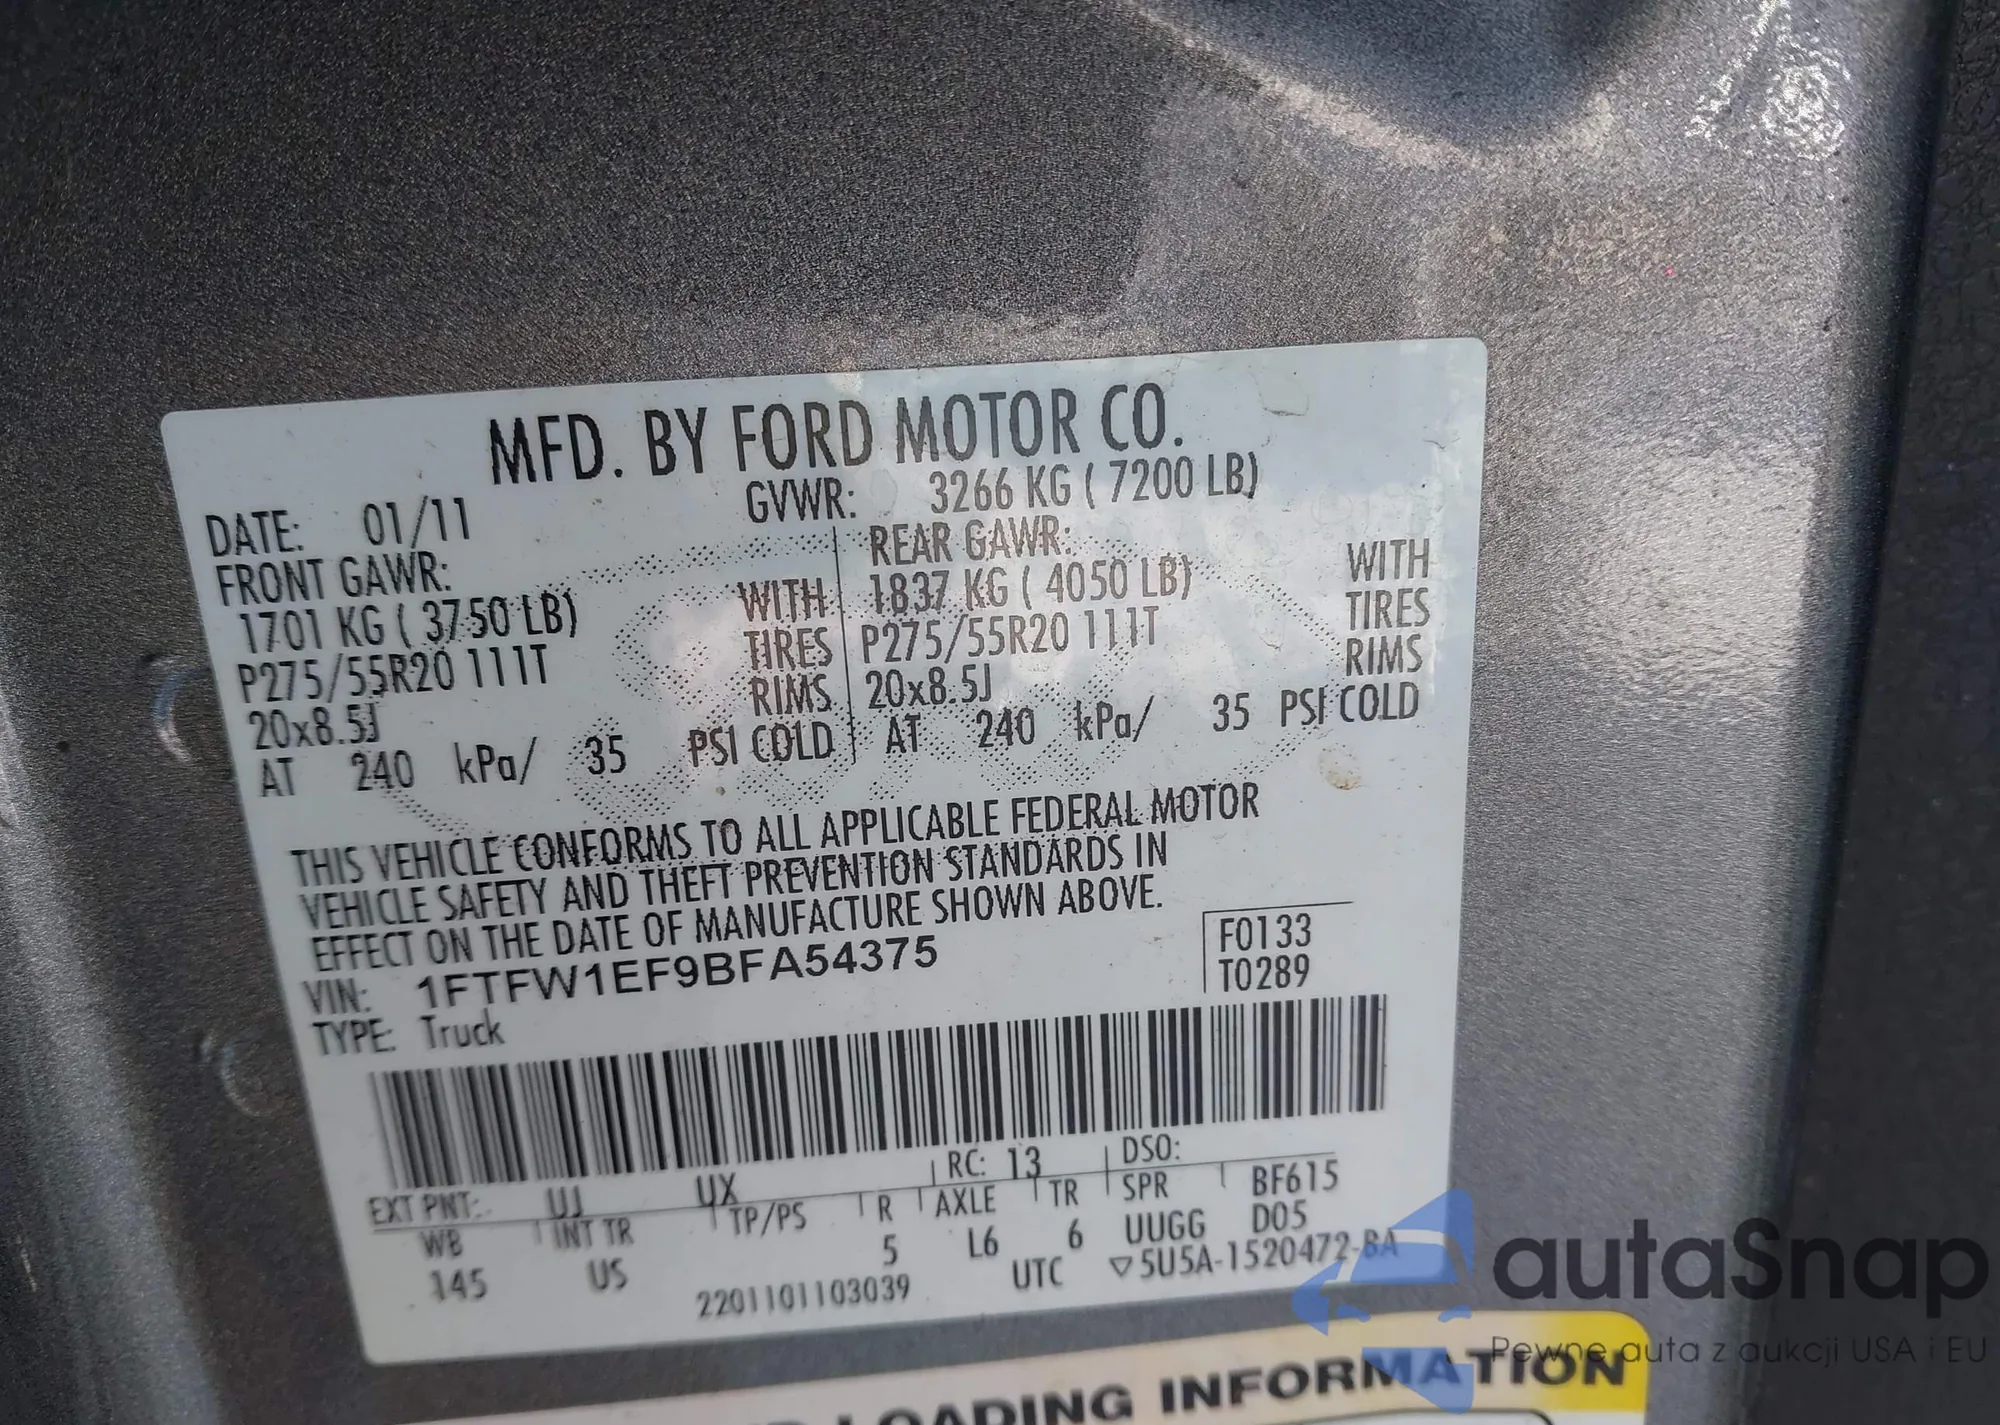 MFD. BY FORD MOTOR CO.
DATE: 01/11 GVWR: 3266 KG ( 7200 LB)
FRONT GAWR: REAR GAWR:
1701 KG ( 3750 LB) WITH 1837 KG ( 4050 LB) WITH
P275/55R20 111T TIRES P275/55R20 111T TIRES
20x8.5J RIMS 20x8.5J RIMS
AT 240 kPa/ 35 PSI COLD AT 240 kPa/ 35 PSI COLD
THIS VEHICLE CONFORMS TO ALL APPLICABLE FEDERAL MOTOR
VEHICLE SAFETY AND THEFT PREVENTION STANDARDS IN
EFFECT ON THE DATE OF MANUFACTURE SHOWN ABOVE.
VIN: 1FTFW1EF9BFA54375 F0133
TYPE: Truck T0289
EXT PNT: UJ UX RC: 13 DSO:
WB INT TR TP/PS R AXLE TR SPR BF615
145 US 5 L6 6 UUGG D05
2201101103039 UTC ▽5U5A-1520472-BA
autaSnap
Pewne auta z aukcji USA i EU
LOADING INFORMATION